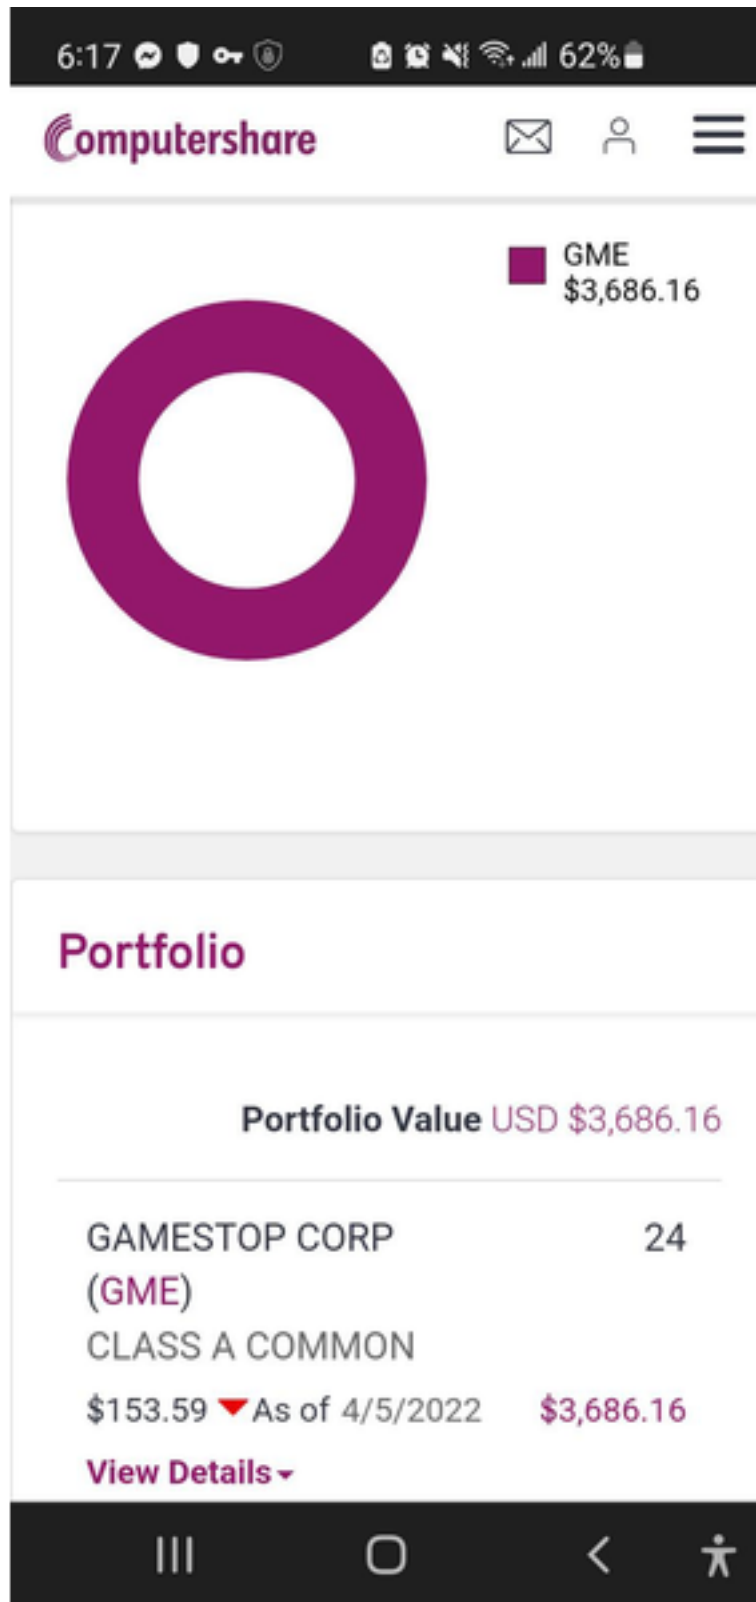 6:17 62%
Computershare
GME
$3,686.16
Portfolio
Portfolio Value USD $3,686.16
GAMESTOP CORP 24
(GME)
CLASS A COMMON
$153.59 As of 4/5/2022 $3,686.16
View Details